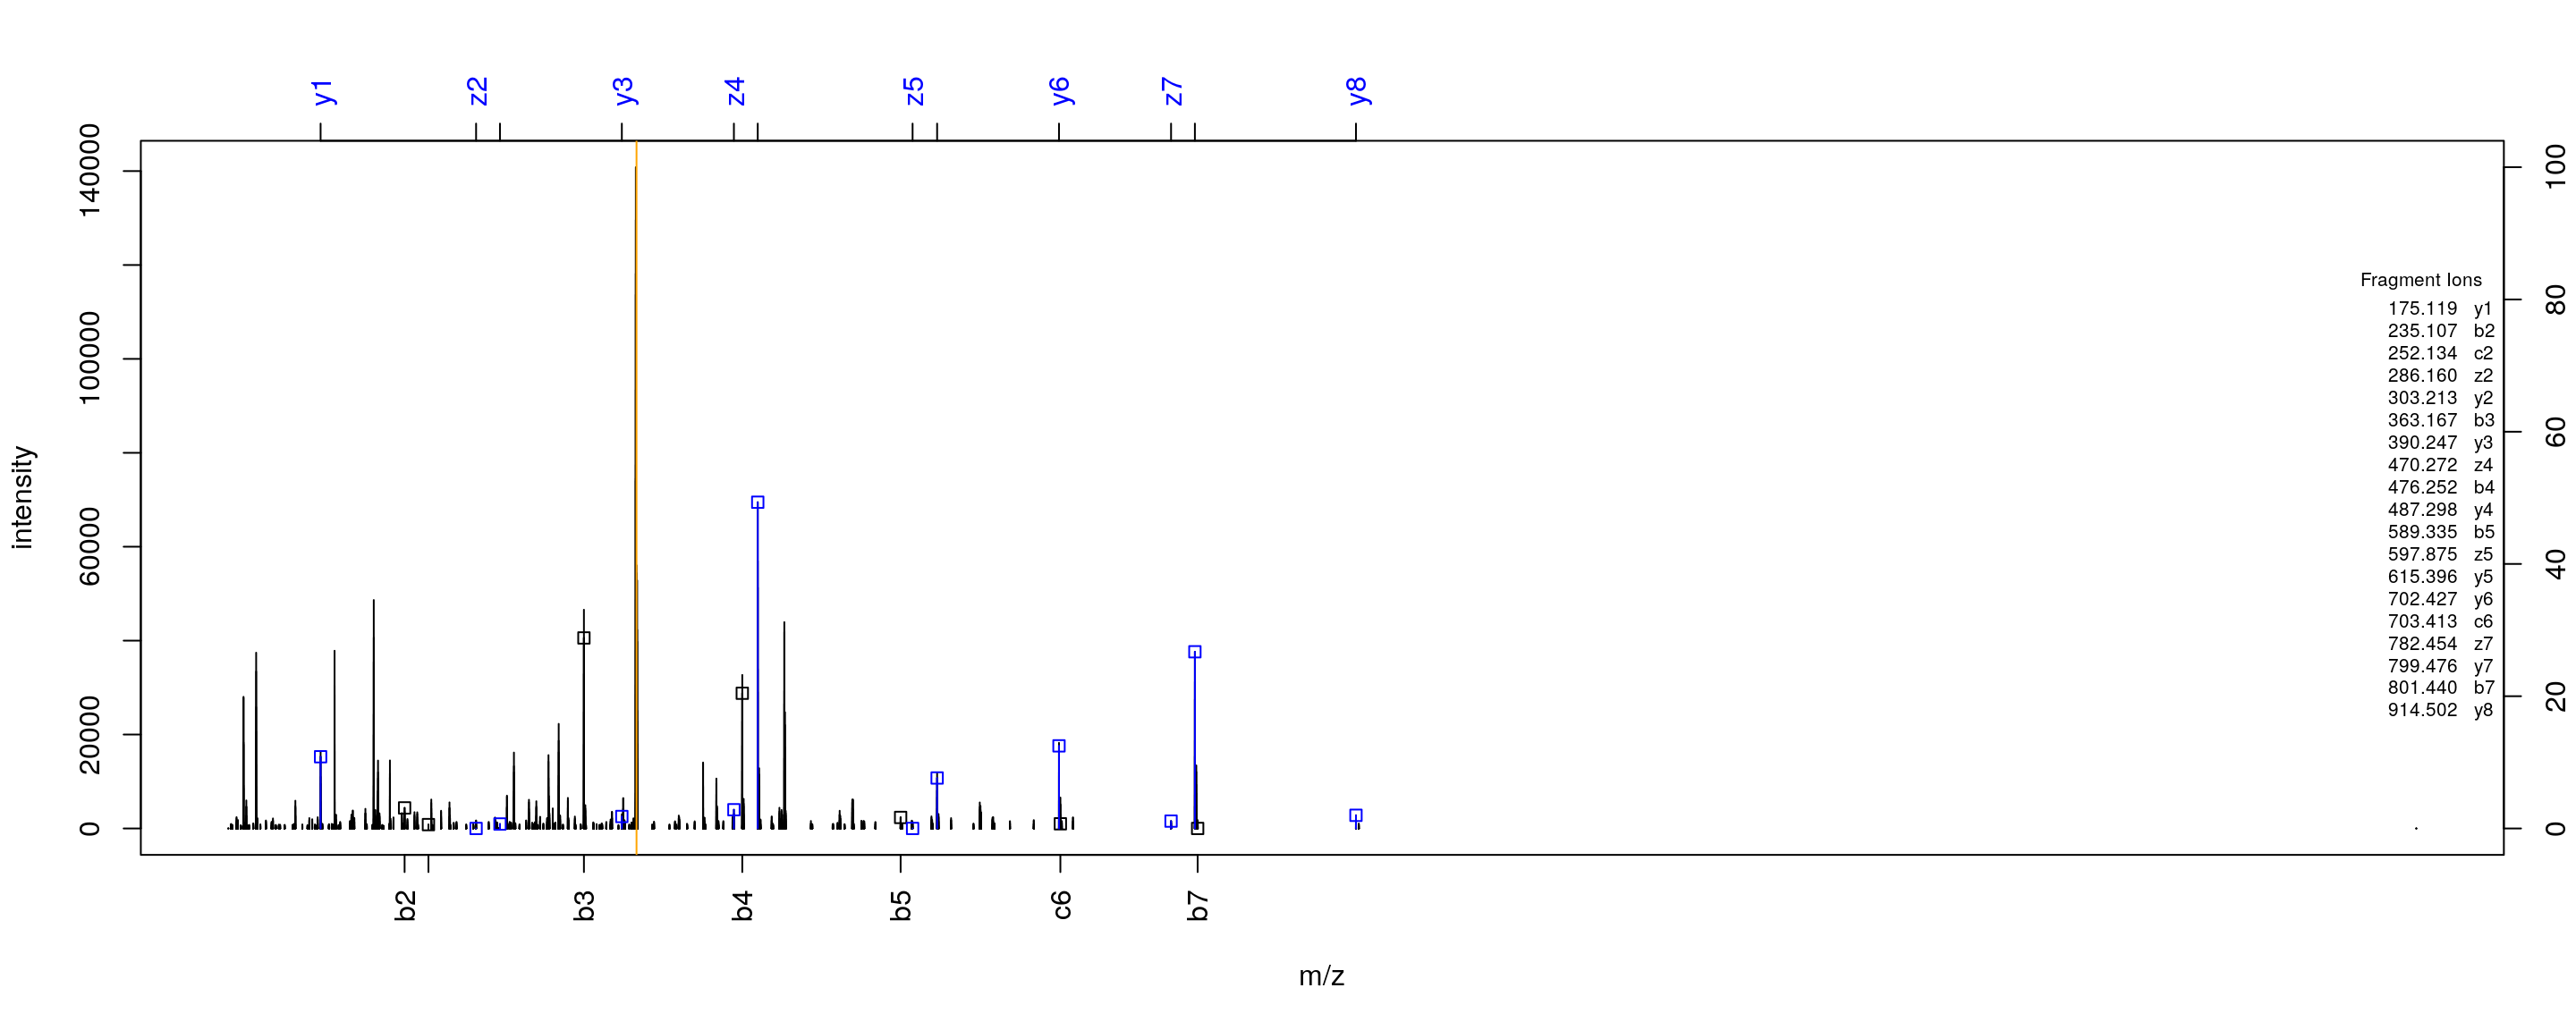 y1 z2 y3 z4 z5 y6 z7 y8
intensity
0 20000 60000 100000 140000
0 20 40 60 80 100
Fragment Ions
175.119 y1
235.107 b2
252.134 c2
286.160 z2
303.213 y2
363.167 b3
390.247 y3
470.272 z4
476.252 b4
487.298 y4
589.335 b5
597.875 z5
615.396 y5
702.427 y6
703.413 c6
782.454 z7
799.476 y7
801.440 b7
914.502 y8
b2 b3 b4 b5 c6 b7
m/z